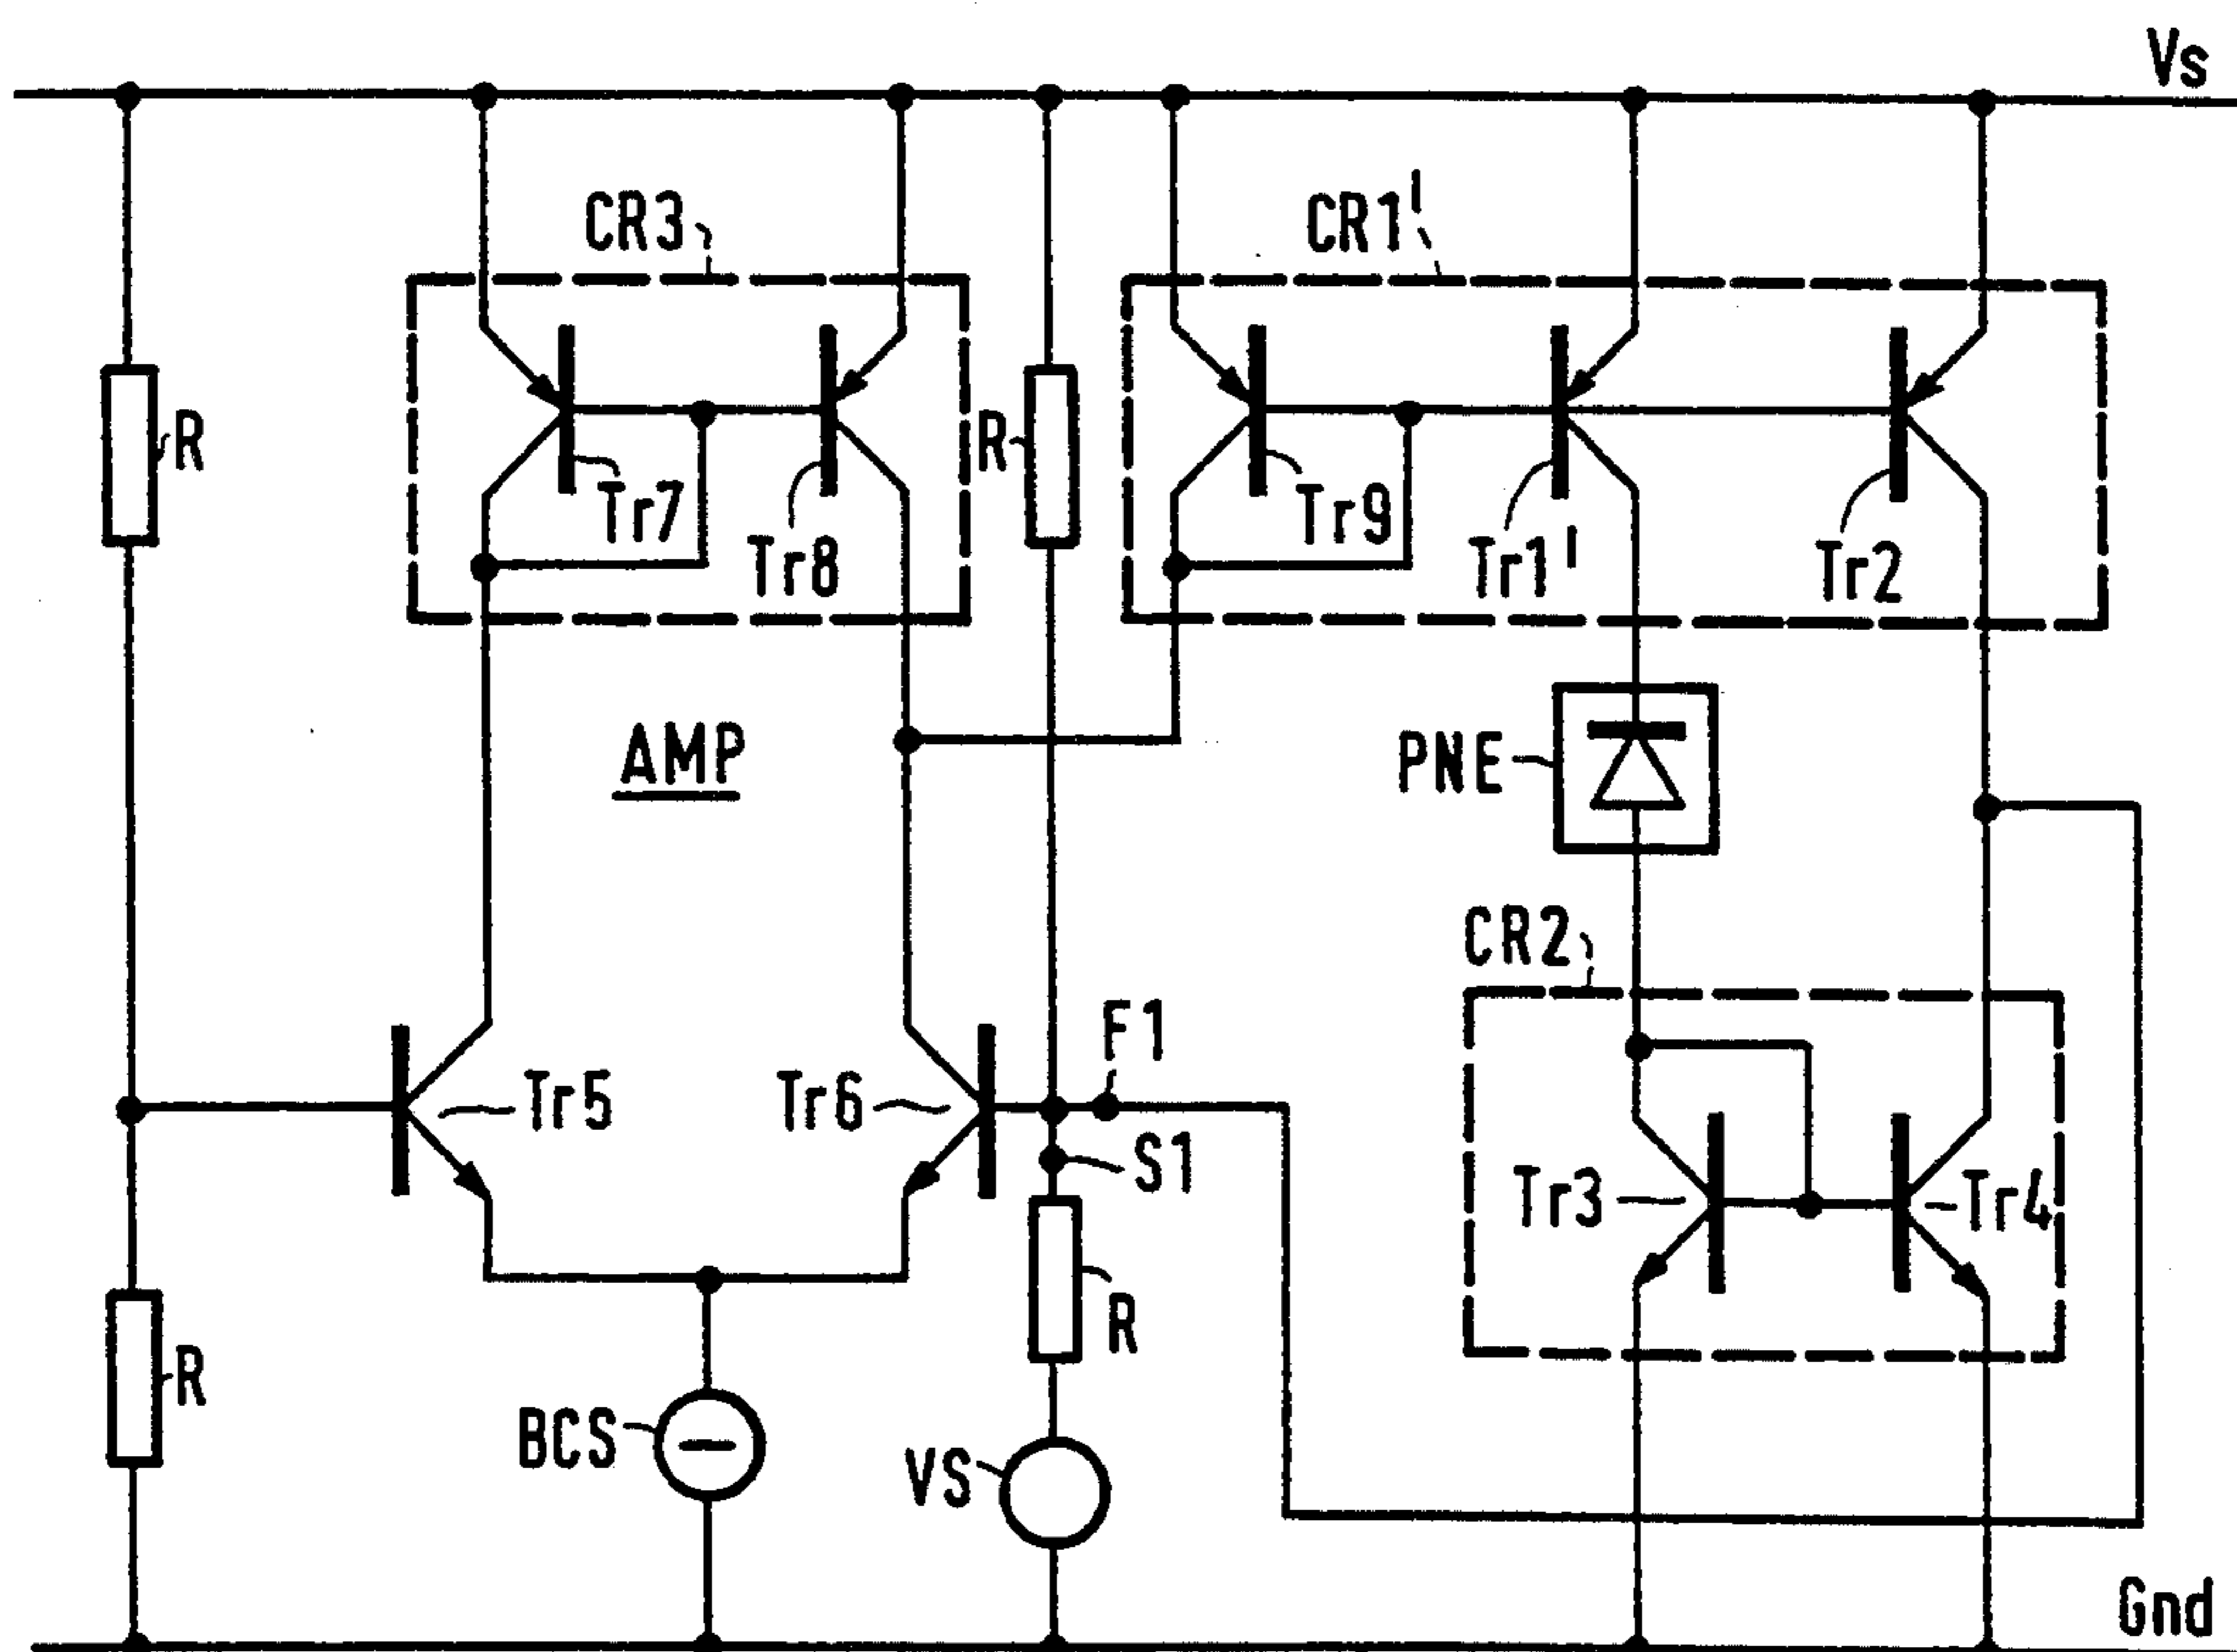 Vs
CR3
CR1'
R
R
Tr7
Tr8
Tr9
Tr1'
Tr2
AMP
PNE
CR2
F1
Tr5
Tr6
S1
Tr3
Tr4
R
R
BCS
VS
Gnd